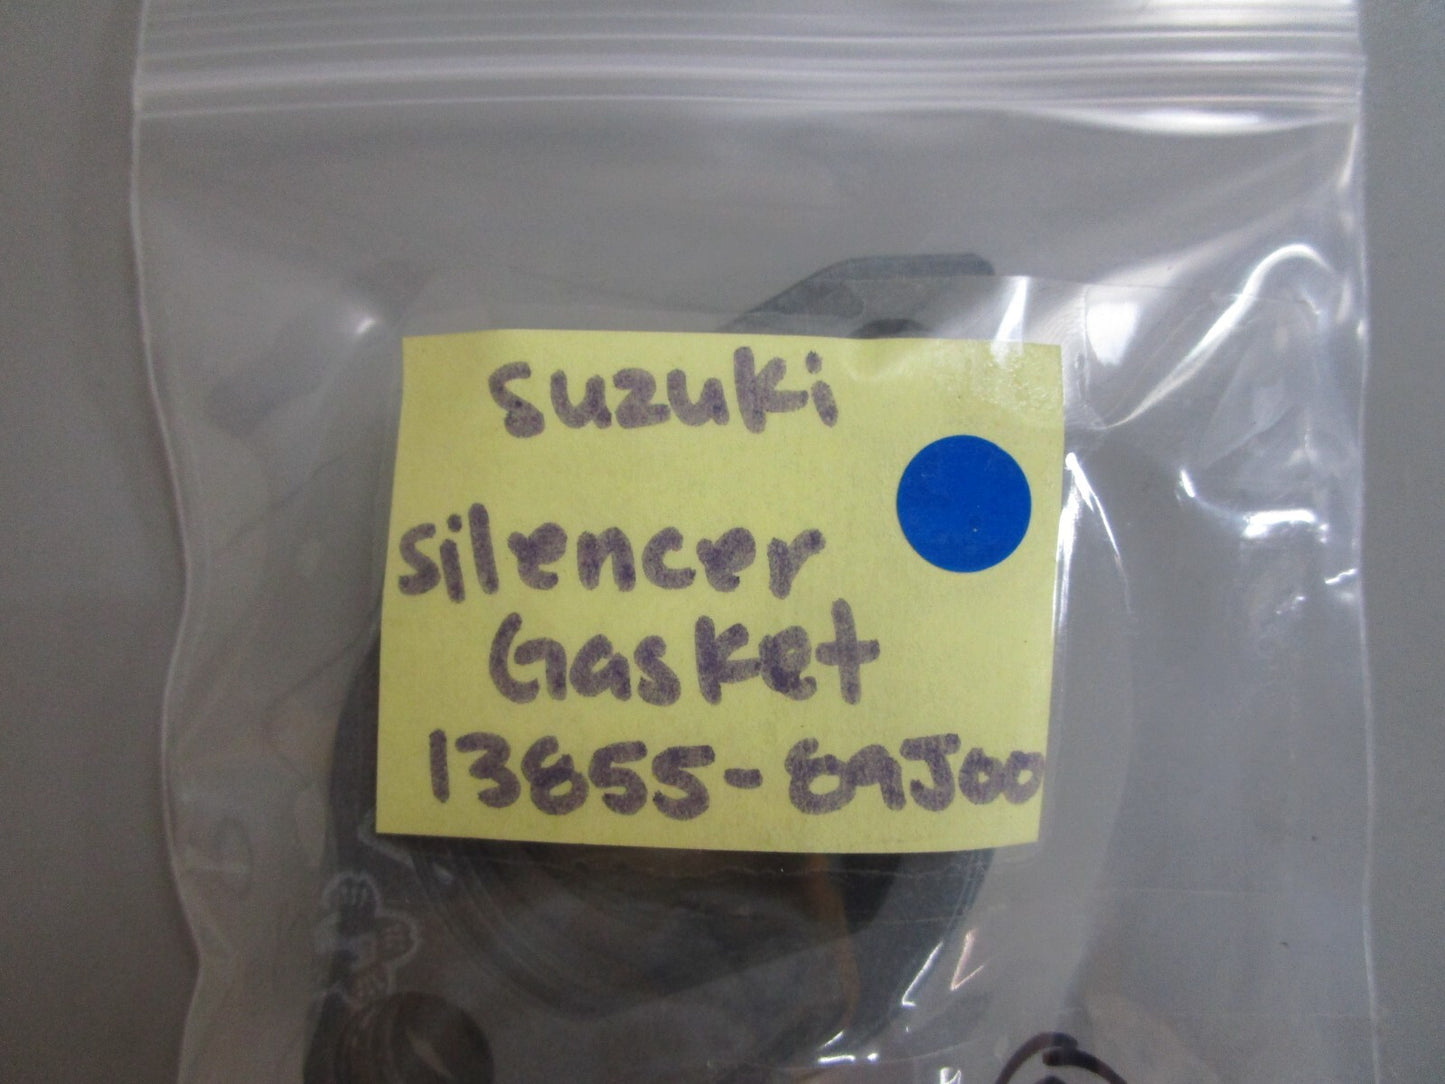 Suzuki
Silencer
Gasket
13855-89J00